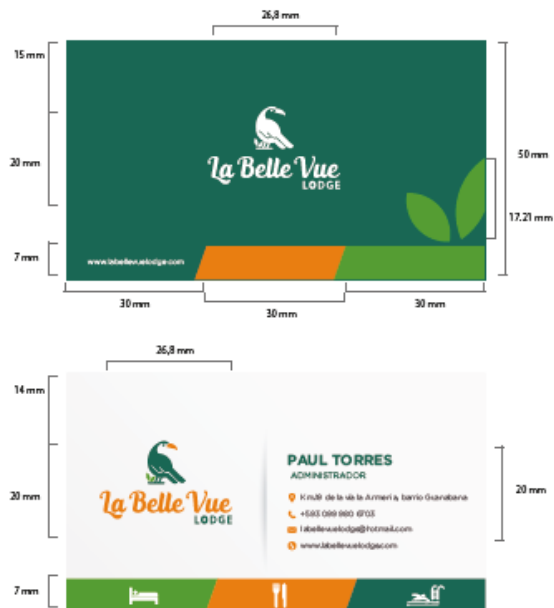 26,8 mm
15 mm
20 mm
50 mm
17.21 mm
7 mm
La Belle Vue
LODGE
www.labellevuelodge.com
30 mm
30 mm
30 mm
26,8 mm
14 mm
20 mm
20 mm
7 mm
La Belle Vue
LODGE
PAUL TORRES
ADMINISTRADOR
de la vía la Armería, barrio Guanabana
+593 099 980 6703
labellevuelodge@hotmail.com
www.labellevuelodge.com